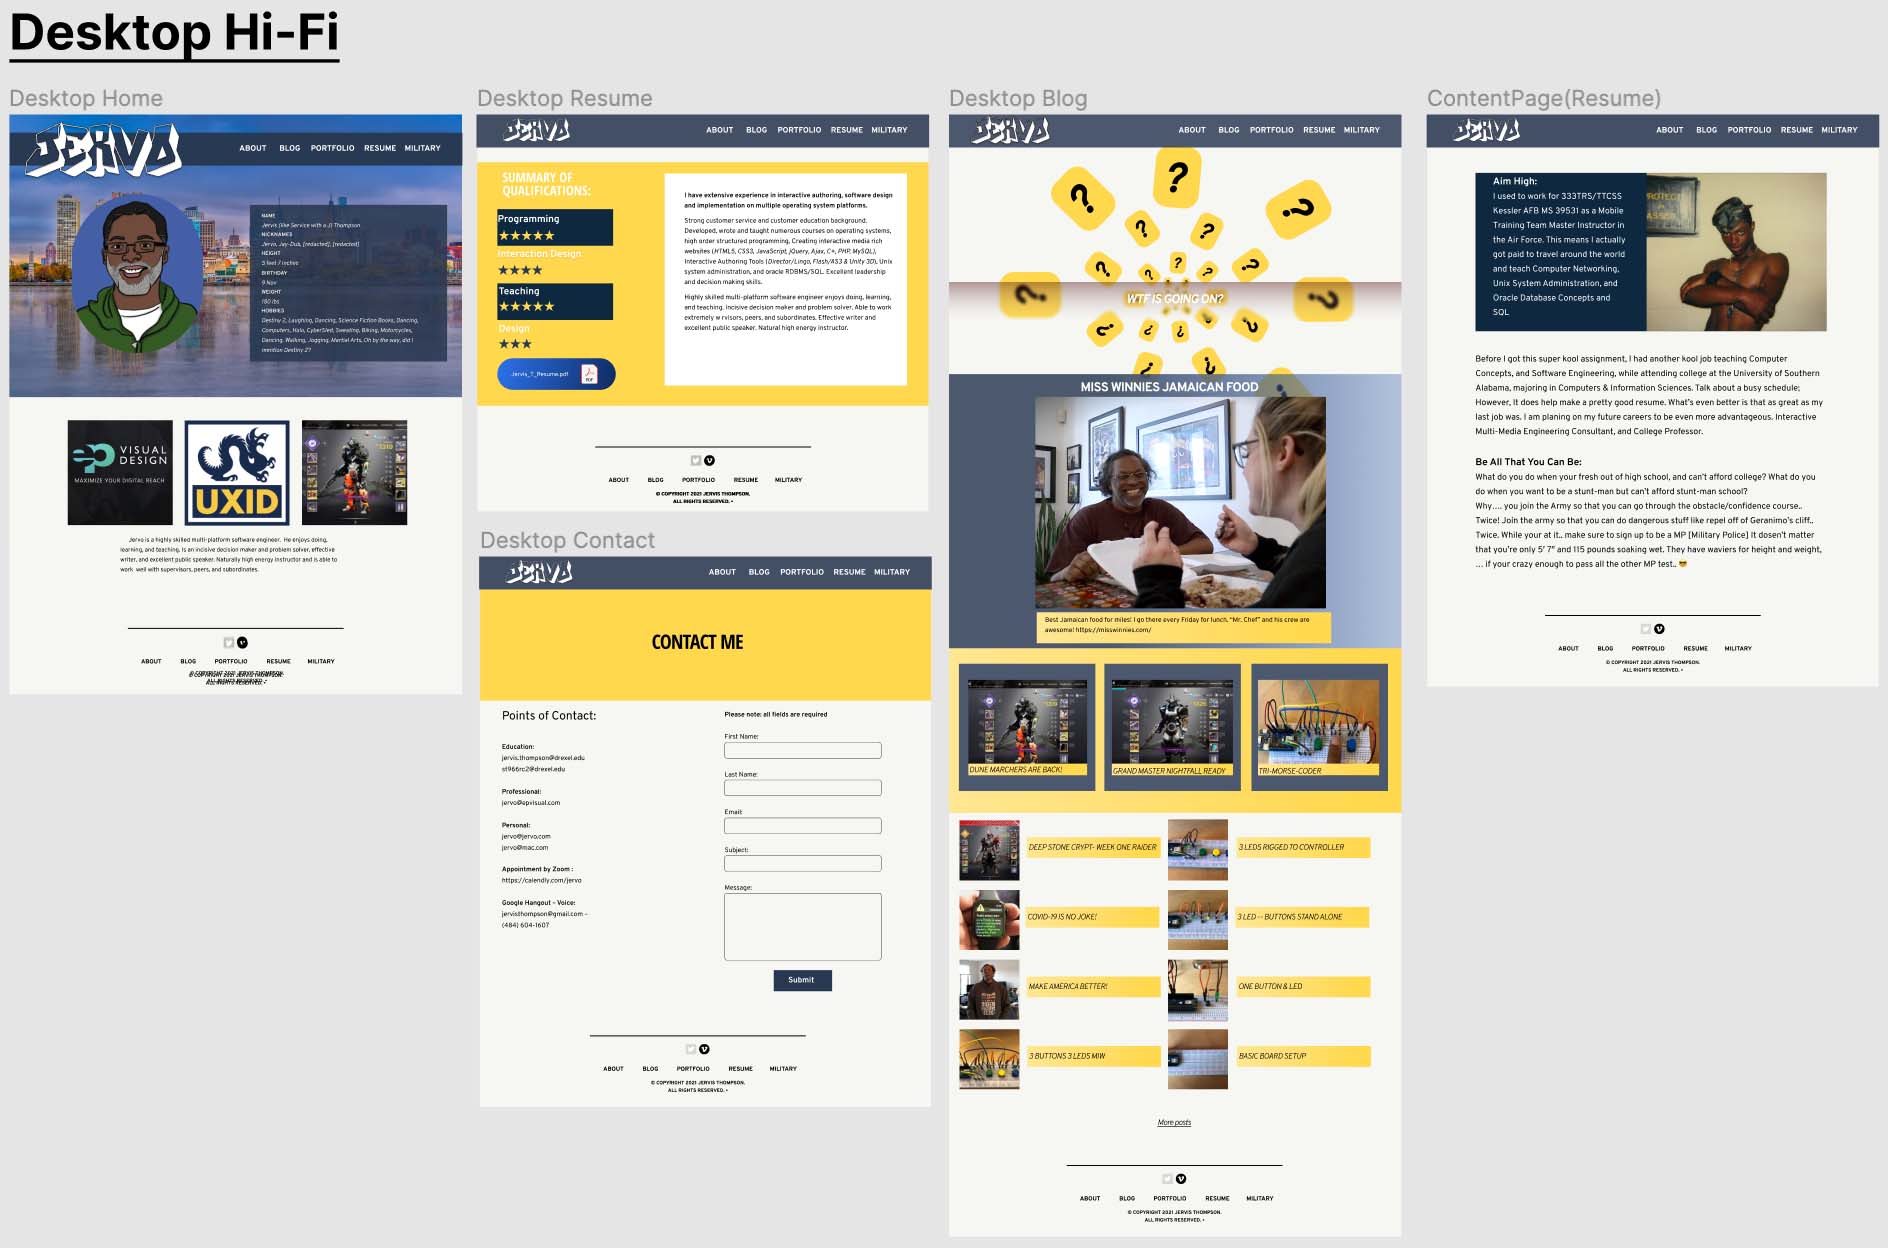 Desktop Hi-Fi
Desktop Home
JERVO
ABOUT BLOG PORTFOLIO RESUME MILITARY
NAME
Jervis (like Service with a J) Thompson
NICKNAMES
Jervo, Jay-Dub, [redacted], [redacted]
HEIGHT
5 feet 7 inches
BIRTHDAY
9 Nov
WEIGHT
180 lbs
HOBBIES
Destiny 2, Laughing, Dancing, Science Fiction Books, Dancing,
Computers, Halo, CyberSled, Sweating, Biking, Motorcycles,
Dancing, Walking, Jogging, Martial Arts, Oh by the way, did I
mention Destiny 2?
ep VISUAL
DESIGN
MAXIMIZE YOUR DIGITAL REACH
UXID
Jervo is a highly skilled multi-platform software engineer. He enjoys doing,
learning, and teaching. Is an incisive decision maker and problem solver, effective
writer, and excellent public speaker. Naturally high energy instructor and is able to
work well with supervisors, peers, and subordinates.
ABOUT BLOG PORTFOLIO RESUME MILITARY
© COPYRIGHT 2021 JERVIS THOMPSON.
ALL RIGHTS RESERVED. •
Desktop Resume
JERVO
ABOUT BLOG PORTFOLIO RESUME MILITARY
SUMMARY OF
QUALIFICATIONS:
Programming
★★★★★
Interaction Design
★★★★
Teaching
★★★★★
Design
★★★
Jervis_T_Resume.pdf
PDF
I have extensive experience in interactive authoring, software design
and implementation on multiple operating system platforms.
Strong customer service and customer education background.
Developed, wrote and taught numerous courses on operating systems,
high order structured programming, Creating interactive media rich
websites (HTML5, CSS3, JavaScript, jQuery, Ajax, C+, PHP, MySQL),
Interactive Authoring Tools (Director/Lingo, Flash/AS3 & Unity 3D), Unix
system administration, and oracle RDBMS/SQL. Excellent leadership
and decision making skills.
Highly skilled multi-platform software engineer enjoys doing, learning,
and teaching. Incisive decision maker and problem solver. Able to work
extremely w rvisors, peers, and subordinates. Effective writer and
excellent public speaker. Natural high energy instructor.
ABOUT BLOG PORTFOLIO RESUME MILITARY
© COPYRIGHT 2021 JERVIS THOMPSON.
ALL RIGHTS RESERVED. •
Desktop Contact
JERVO
ABOUT BLOG PORTFOLIO RESUME MILITARY
CONTACT ME
Points of Contact:
Education:
jervis.thompson@drexel.edu
st966rc2@drexel.edu
Professional:
jervo@epvisual.com
Personal:
jervo@jervo.com
jervo@mac.com
Appointment by Zoom :
https://calendly.com/jervo
Google Hangout - Voice:
jervisthompson@gmail.com –
(484) 604-1607
Please note: all fields are required
First Name:
Last Name:
Email:
Subject:
Message:
Submit
ABOUT BLOG PORTFOLIO RESUME MILITARY
© COPYRIGHT 2021 JERVIS THOMPSON.
ALL RIGHTS RESERVED. •
Desktop Blog
JERVO
ABOUT BLOG PORTFOLIO RESUME MILITARY
WTF IS GOING ON?
MISS WINNIES JAMAICAN FOOD
Best Jamaican food for miles! I go there every Friday for lunch. "Mr. Chef" and his crew are
awesome! https://misswinnies.com/
DUNE MARCHERS ARE BACK!
GRAND MASTER NIGHTFALL READY
TRI-MORSE-CODER
DEEP STONE CRYPT- WEEK ONE RAIDER
3 LEDS RIGGED TO CONTROLLER
COVID-19 IS NO JOKE!
3 LED -- BUTTONS STAND ALONE
MAKE AMERICA BETTER!
ONE BUTTON & LED
3 BUTTONS 3 LEDS MIW
BASIC BOARD SETUP
More posts
ABOUT BLOG PORTFOLIO RESUME MILITARY
© COPYRIGHT 2021 JERVIS THOMPSON.
ALL RIGHTS RESERVED. •
ContentPage(Resume)
JERVO
ABOUT BLOG PORTFOLIO RESUME MILITARY
Aim High:
I used to work for 333TRS/TTCSS
Kessler AFB MS 39531 as a Mobile
Training Team Master Instructor in
the Air Force. This means I actually
got paid to travel around the world
and teach Computer Networking,
Unix System Administration, and
Oracle Database Concepts and
SQL
Before I got this super kool assignment, I had another kool job teaching Computer
Concepts, and Software Engineering, while attending college at the University of Southern
Alabama, majoring in Computers & Information Sciences. Talk about a busy schedule;
However, It does help make a pretty good resume. What's even better is that as great as my
last job was. I am planing on my future careers to be even more advantageous. Interactive
Multi-Media Engineering Consultant, and College Professor.
Be All That You Can Be:
What do you do when your fresh out of high school, and can't afford college? What do you
do when you want to be a stunt-man but can't afford stunt-man school?
Why.... you join the Army so that you can go through the obstacle/confidence course..
Twice! Join the army so that you can do dangerous stuff like repel off of Geranimo's cliff..
Twice. While your at it.. make sure to sign up to be a MP [Military Police] It dosen't matter
that you're only 5' 7" and 115 pounds soaking wet. They have waviers for height and weight,
... if your crazy enough to pass all the other MP test.. 😎
ABOUT BLOG PORTFOLIO RESUME MILITARY
© COPYRIGHT 2021 JERVIS THOMPSON.
ALL RIGHTS RESERVED. •